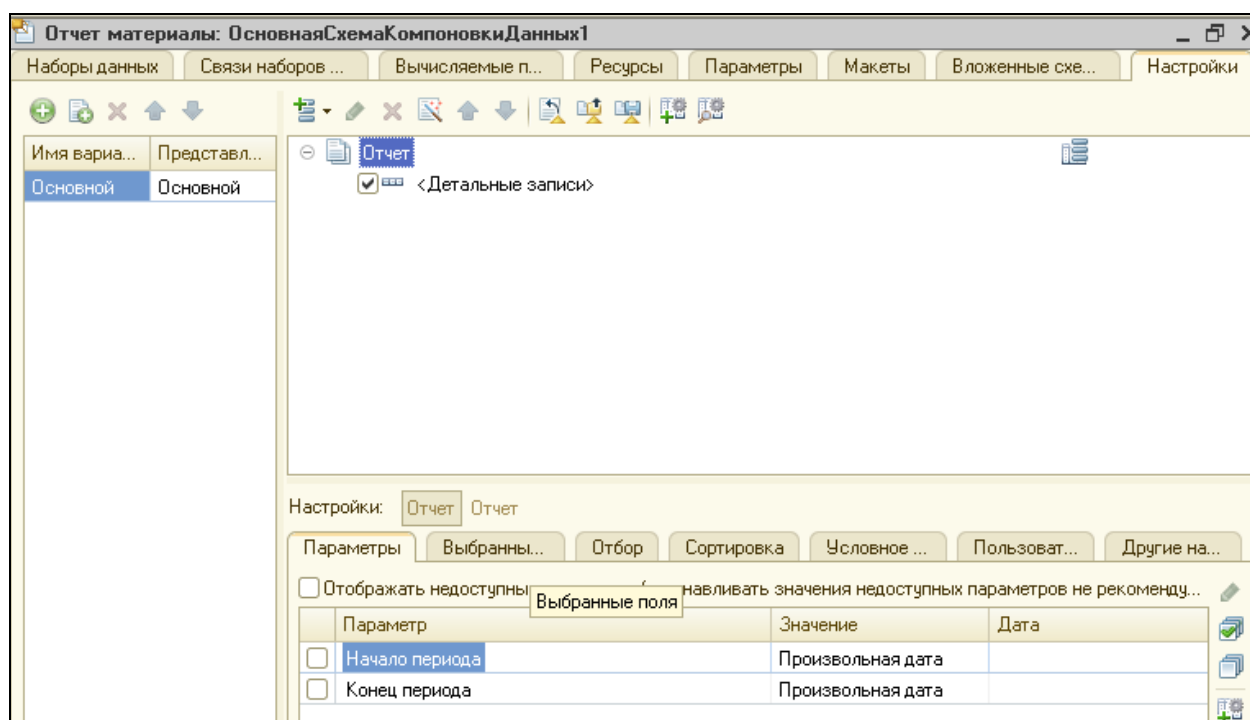 Отчет материалы: ОсновнаяСхемаКомпоновкиДанных1
Наборы данных Связи наборов ... Вычисляемые п... Ресурсы Параметры Макеты Вложенные схе... Настройки
Имя вариа... Представл...
Основной Основной
Отчет
<Детальные записи>
Настройки: Отчет Отчет
Параметры Выбранны... Отбор Сортировка Условное ... Пользоват... Другие на...
Отображать недоступны навливать значения недоступных параметров не рекоменду...
Выбранные поля
Параметр Значение Дата
Начало периода Произвольная дата
Конец периода Произвольная дата